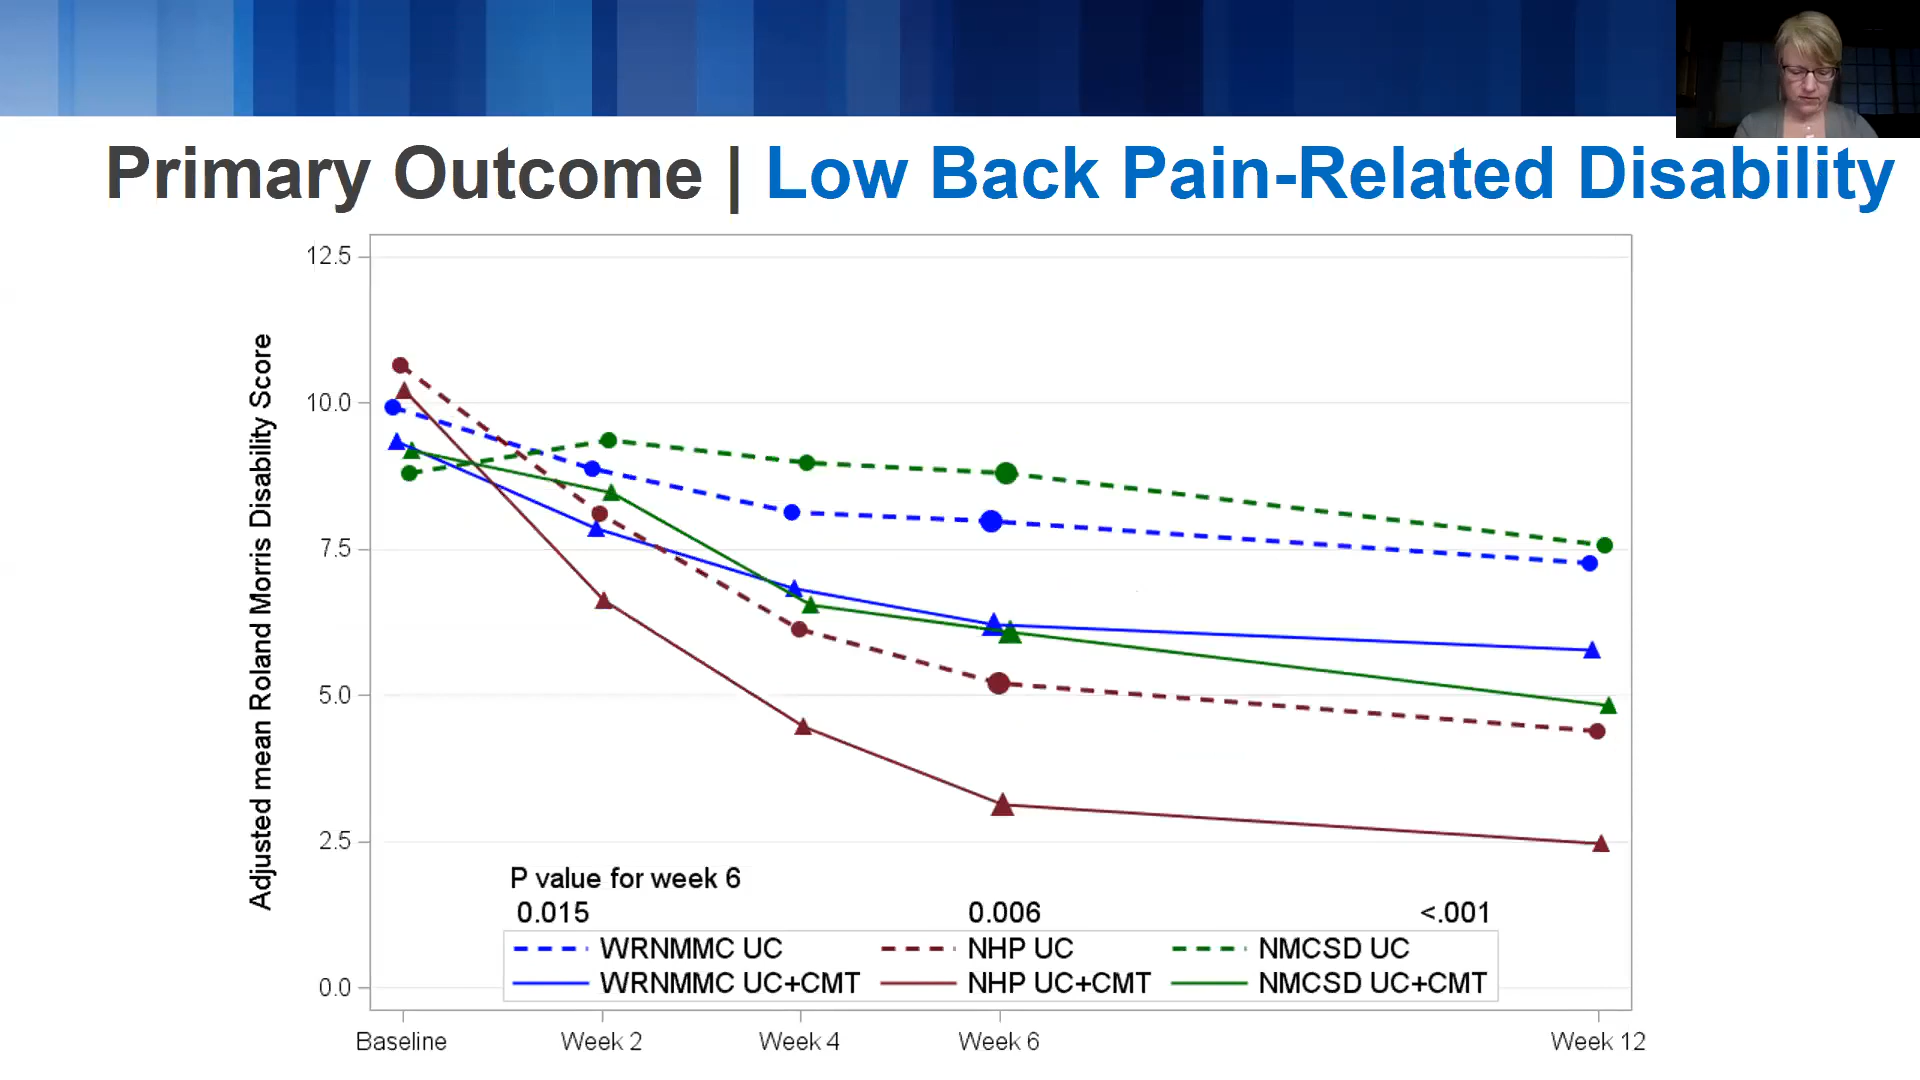 Primary Outcome | Low Back Pain-Related Disability
Adjusted mean Roland Morris Disability Score
12.5
10.0
7.5
5.0
2.5
0.0
P value for week 6
0.015 0.006 <.001
WRNMMC UC NHP UC NMCSD UC
WRNMMC UC+CMT NHP UC+CMT NMCSD UC+CMT
Baseline Week 2 Week 4 Week 6 Week 12